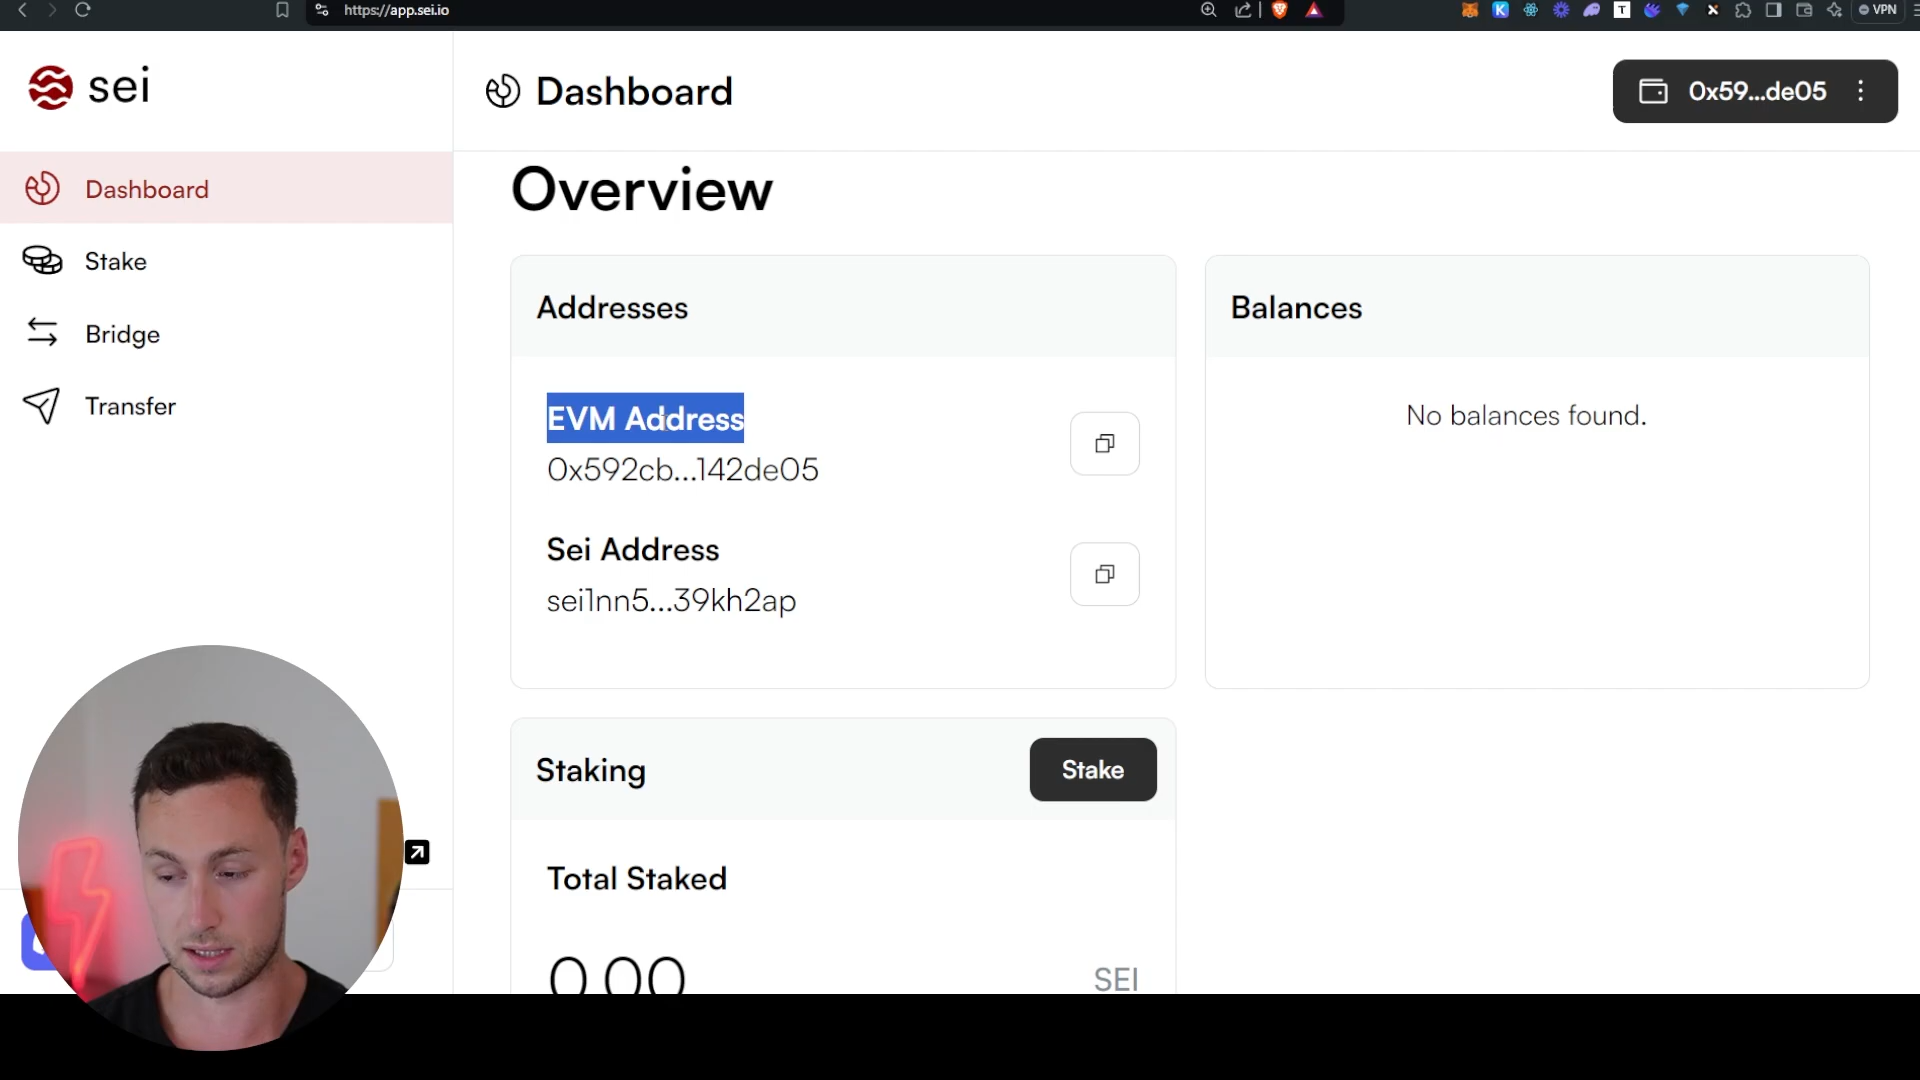 https://app.sei.io
VPN
sei
Dashboard
0x59...de05
Dashboard
Stake
Bridge
Transfer
Overview
Addresses
EVM Address
0x592cb...142de05
Sei Address
sei1nn5...39kh2ap
Balances
No balances found.
Staking
Stake
Total Staked
0.00
SEI